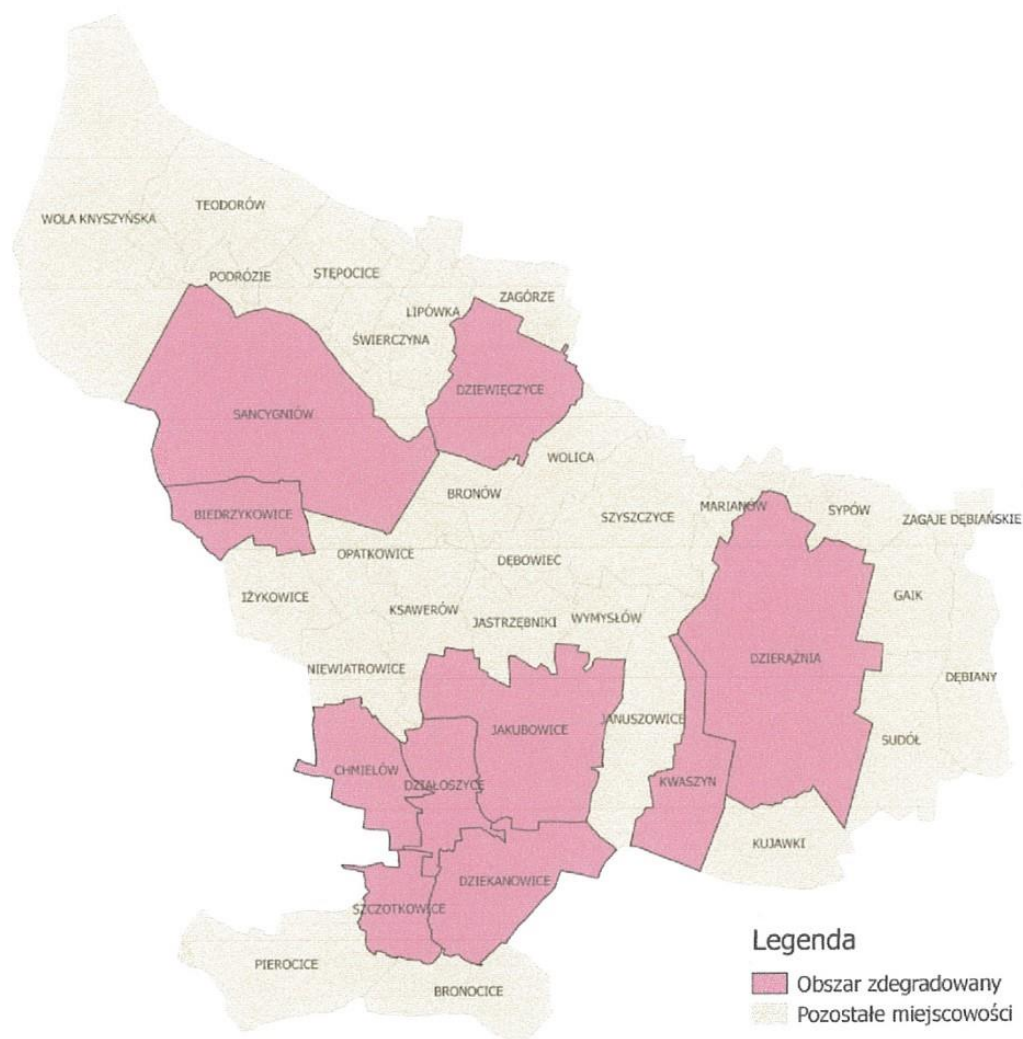 TEODORÓW
WOLA KNYSZYŃSKA
PODRÓZIE
STĘPOCICE
ZAGÓRZE
LIPÓWKA
ŚWIERCZYNA
DZIEWIĘCZYCE
SANCYGNIÓW
WOLICA
BRONÓW
MARIANÓW
SYPÓW
BIEDRZYKOWICE
SZYSZCZYCE
ZAGAJE DĘBIAŃSKIE
OPATKOWICE
DĘBOWIEC
IŻYKOWICE
GAIK
KSAWERÓW
JASTRZĘBNIKI
WYMYSŁÓW
DZIERĄŻNIA
NIEWIATROWICE
DĘBIANY
JANUSZOWICE
JAKUBOWICE
SUDÓŁ
CHMIELÓW
DZIAŁOSZYCE
KWASZYN
KUJAWKI
DZIEKANOWICE
SZCZOTKOWICE
PIEROCICE
BRONOCICE
Legenda
Obszar zdegradowany
Pozostałe miejscowości